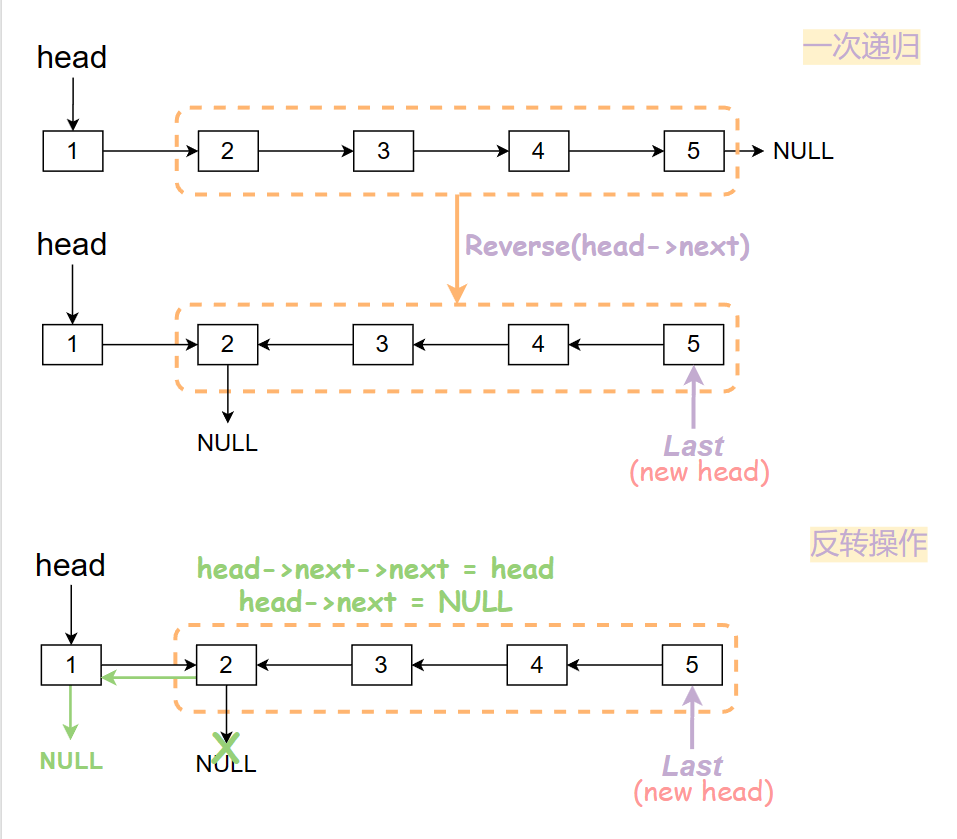 一次递归
head
1 2 3 4 5 NULL
Reverse(head->next)
head
1 2 3 4 5
NULL
Last
(new head)
反转操作
head
head->next->next = head
head->next = NULL
1 2 3 4 5
NULL
NULL
Last
(new head)